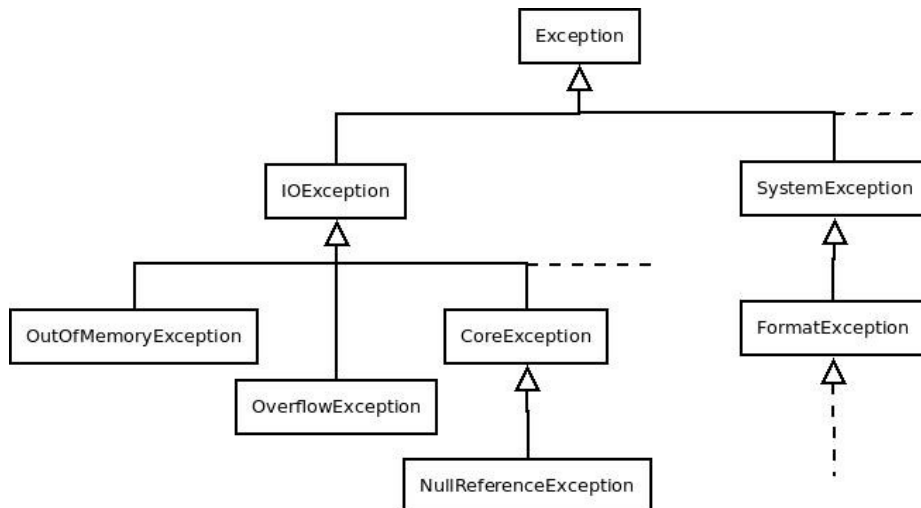 Exception
IOException
SystemException
OutOfMemoryException
CoreException
FormatException
OverflowException
NullReferenceException